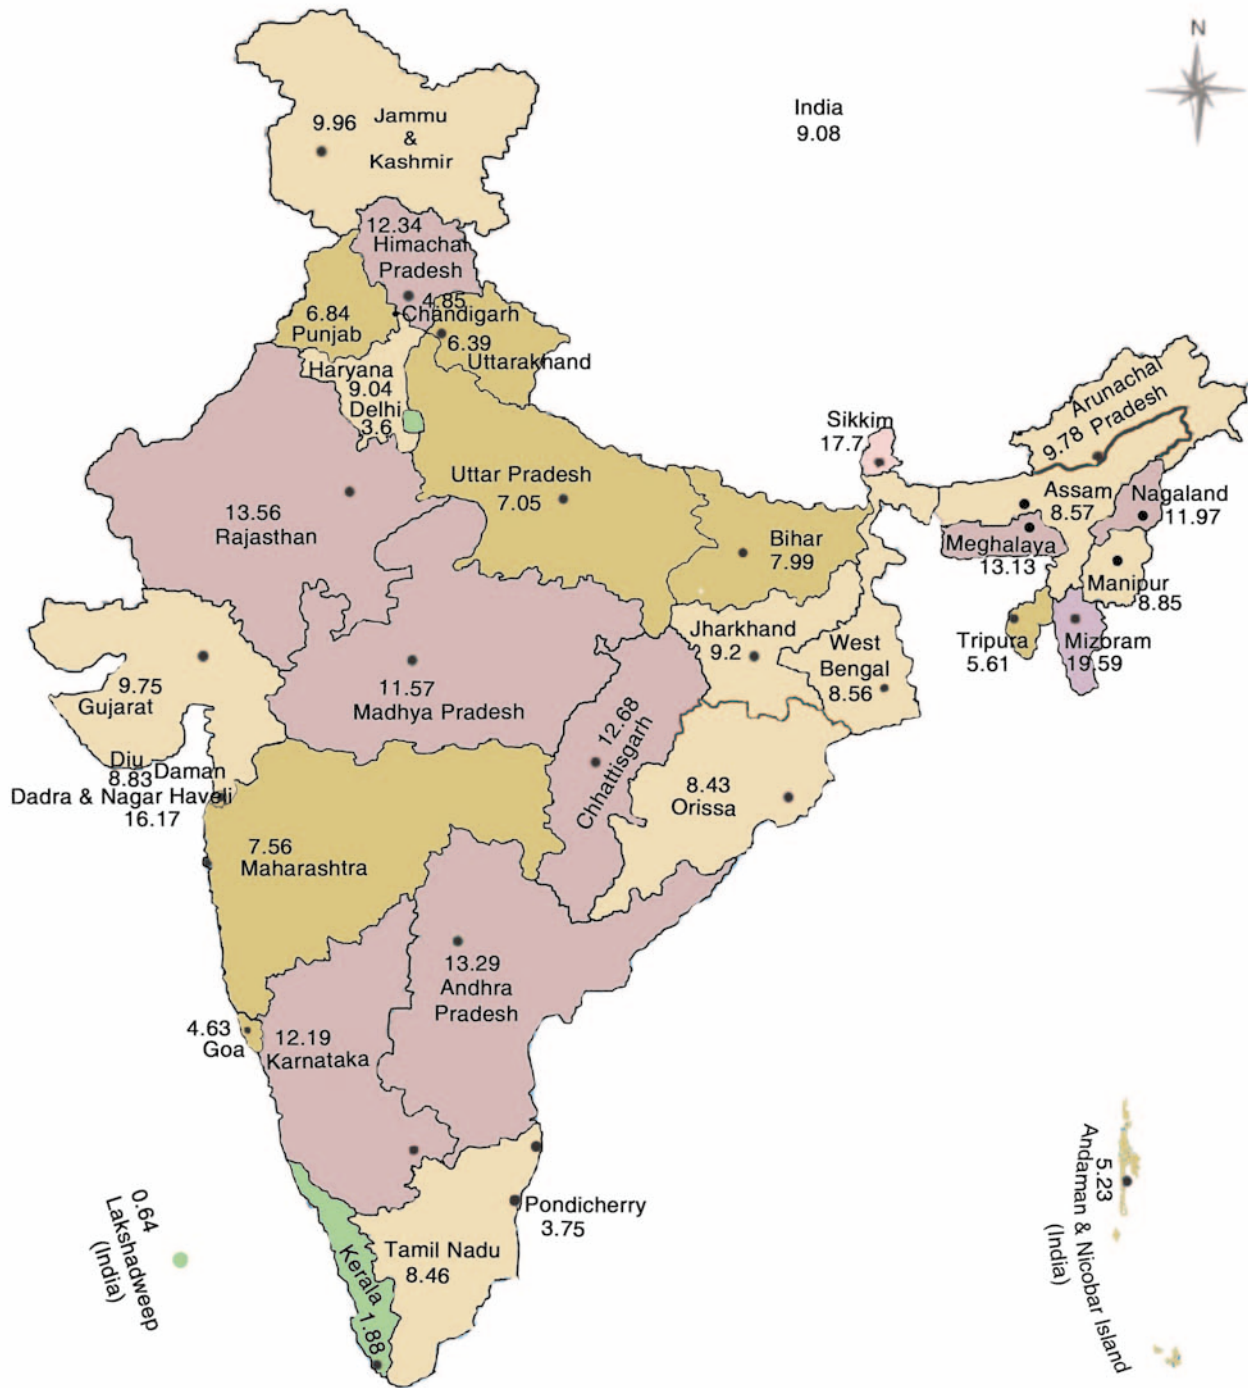 N
India
9.08
9.96
Jammu
&
Kashmir
12.34
Himachal
Pradesh
4.85
Chandigarh
6.84
Punjab
6.39
Uttarakhand
Haryana
9.04
Delhi
3.6
Arunachal
Pradesh
9.78
Sikkim
17.7
Uttar Pradesh
7.05
Assam
8.57
Nagaland
11.97
13.56
Rajasthan
Bihar
7.99
Meghalaya
13.13
Manipur
8.85
Jharkhand
9.2
West
Bengal
8.56
Tripura
5.61
Mizoram
19.59
9.75
Gujarat
11.57
Madhya Pradesh
12.68
Chhattisgarh
Diu
8.83
Daman
Dadra & Nagar Haveli
16.17
8.43
Orissa
7.56
Maharashtra
13.29
Andhra
Pradesh
4.63
Goa
12.19
Karnataka
Pondicherry
3.75
Tamil Nadu
8.46
Kerala
1.88
0.64
Lakshadweep
(India)
5.23
Andaman & Nicobar Island
(India)